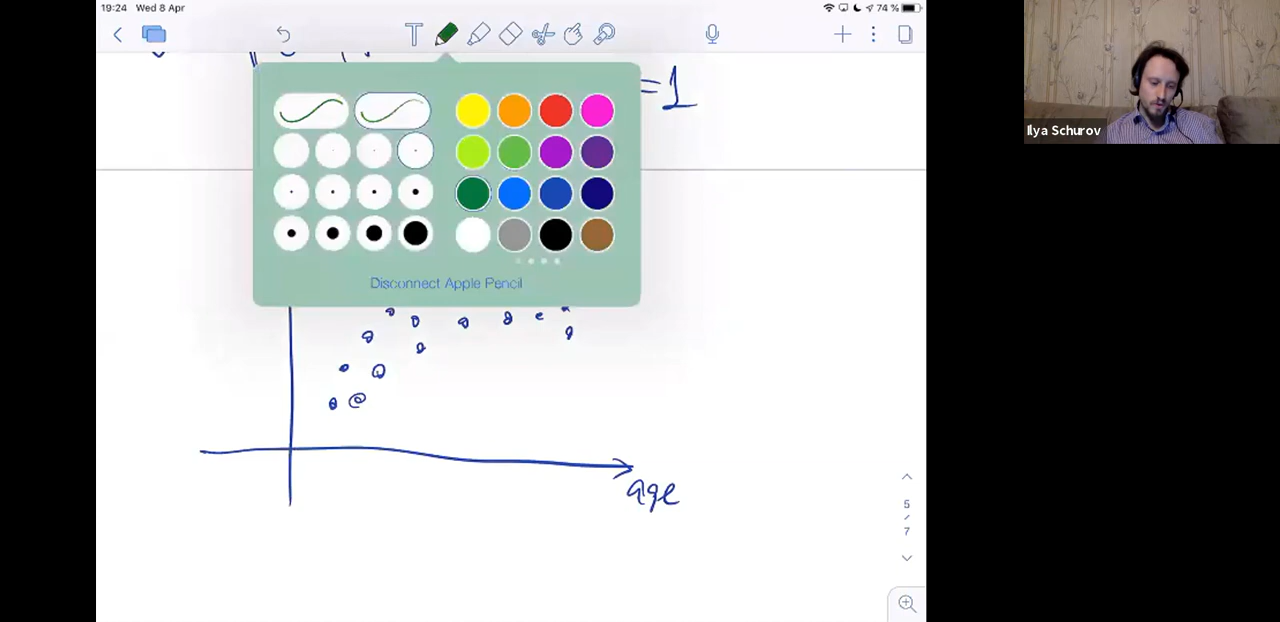 19:24 Wed 8 Apr
74 %
T
=1
Ilya Schurov
Disconnect Apple Pencil
age
5
/
7